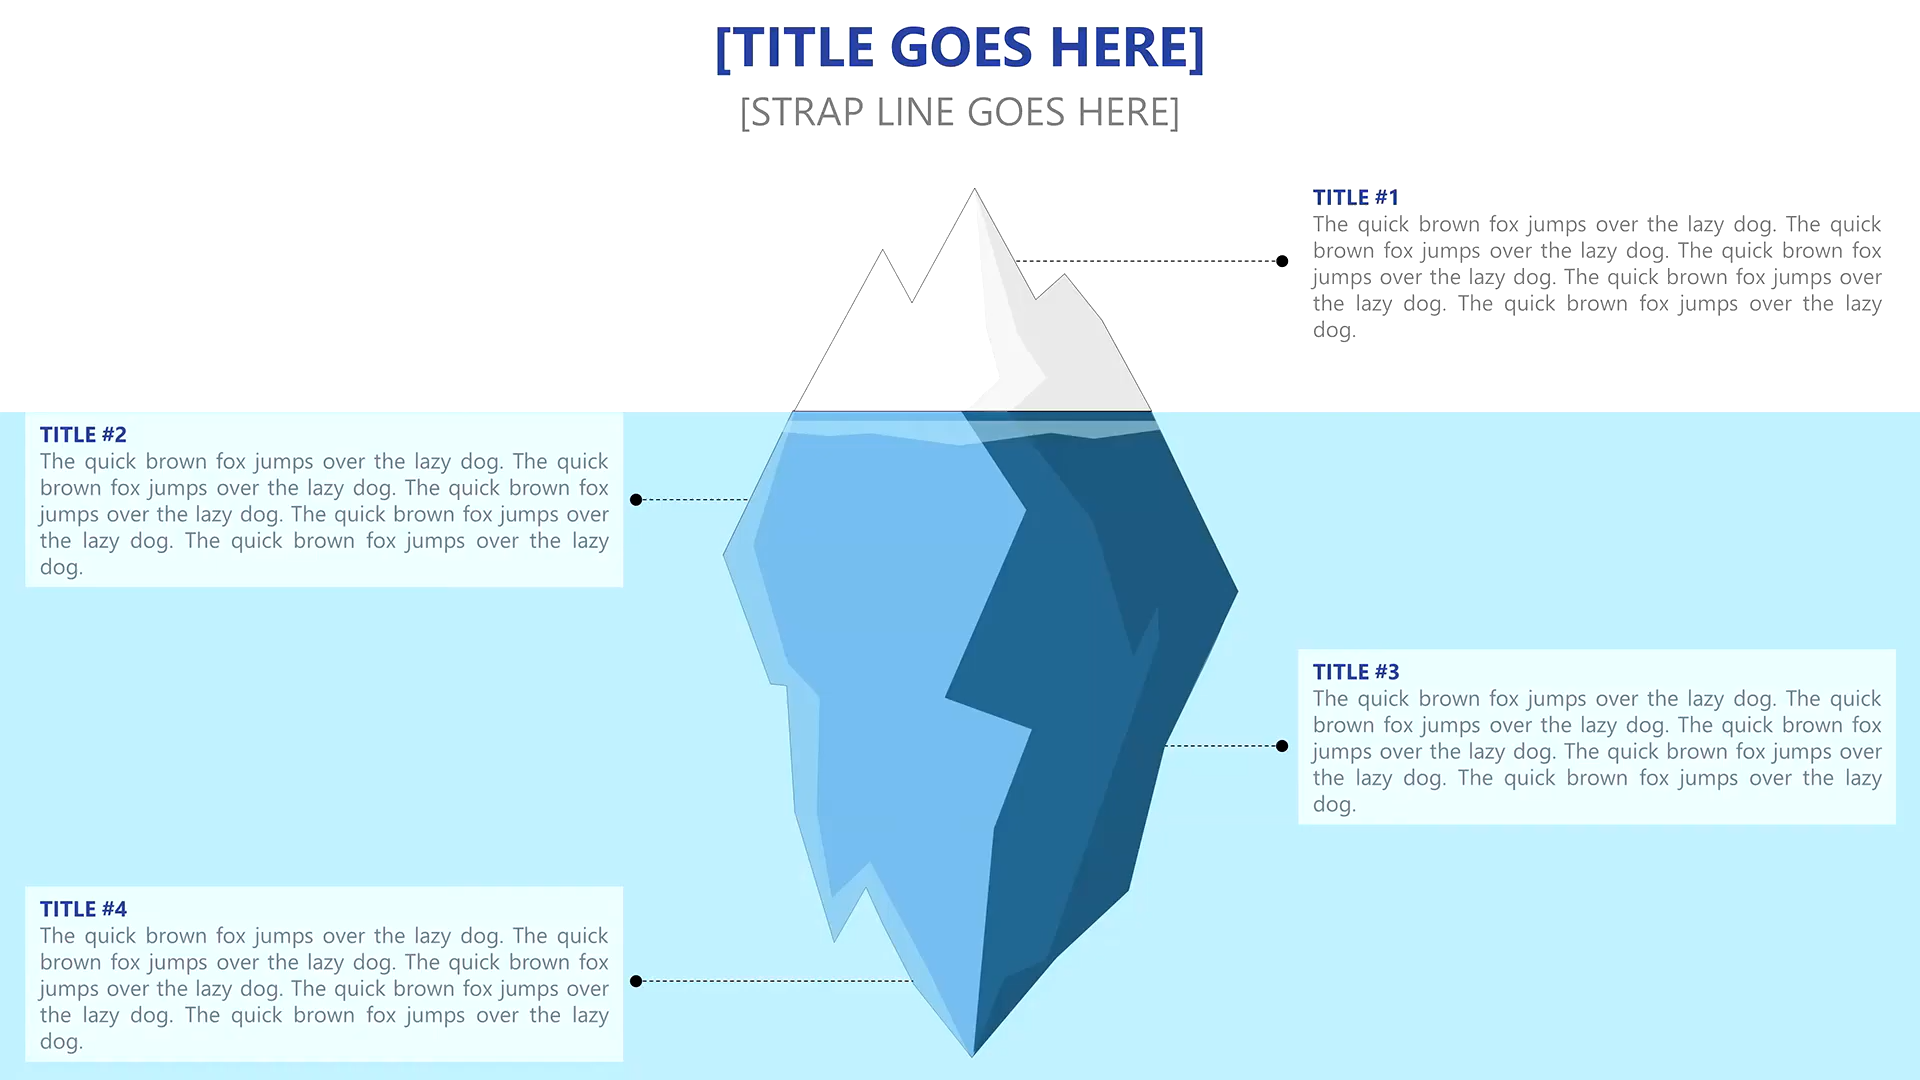 [TITLE GOES HERE]
[STRAP LINE GOES HERE]
TITLE #1
The quick brown fox jumps over the lazy dog. The quick
brown fox jumps over the lazy dog. The quick brown fox
jumps over the lazy dog. The quick brown fox jumps over
the lazy dog. The quick brown fox jumps over the lazy
dog.
TITLE #2
The quick brown fox jumps over the lazy dog. The quick
brown fox jumps over the lazy dog. The quick brown fox
jumps over the lazy dog. The quick brown fox jumps over
the lazy dog. The quick brown fox jumps over the lazy
dog.
TITLE #3
The quick brown fox jumps over the lazy dog. The quick
brown fox jumps over the lazy dog. The quick brown fox
jumps over the lazy dog. The quick brown fox jumps over
the lazy dog. The quick brown fox jumps over the lazy
dog.
TITLE #4
The quick brown fox jumps over the lazy dog. The quick
brown fox jumps over the lazy dog. The quick brown fox
jumps over the lazy dog. The quick brown fox jumps over
the lazy dog. The quick brown fox jumps over the lazy
dog.